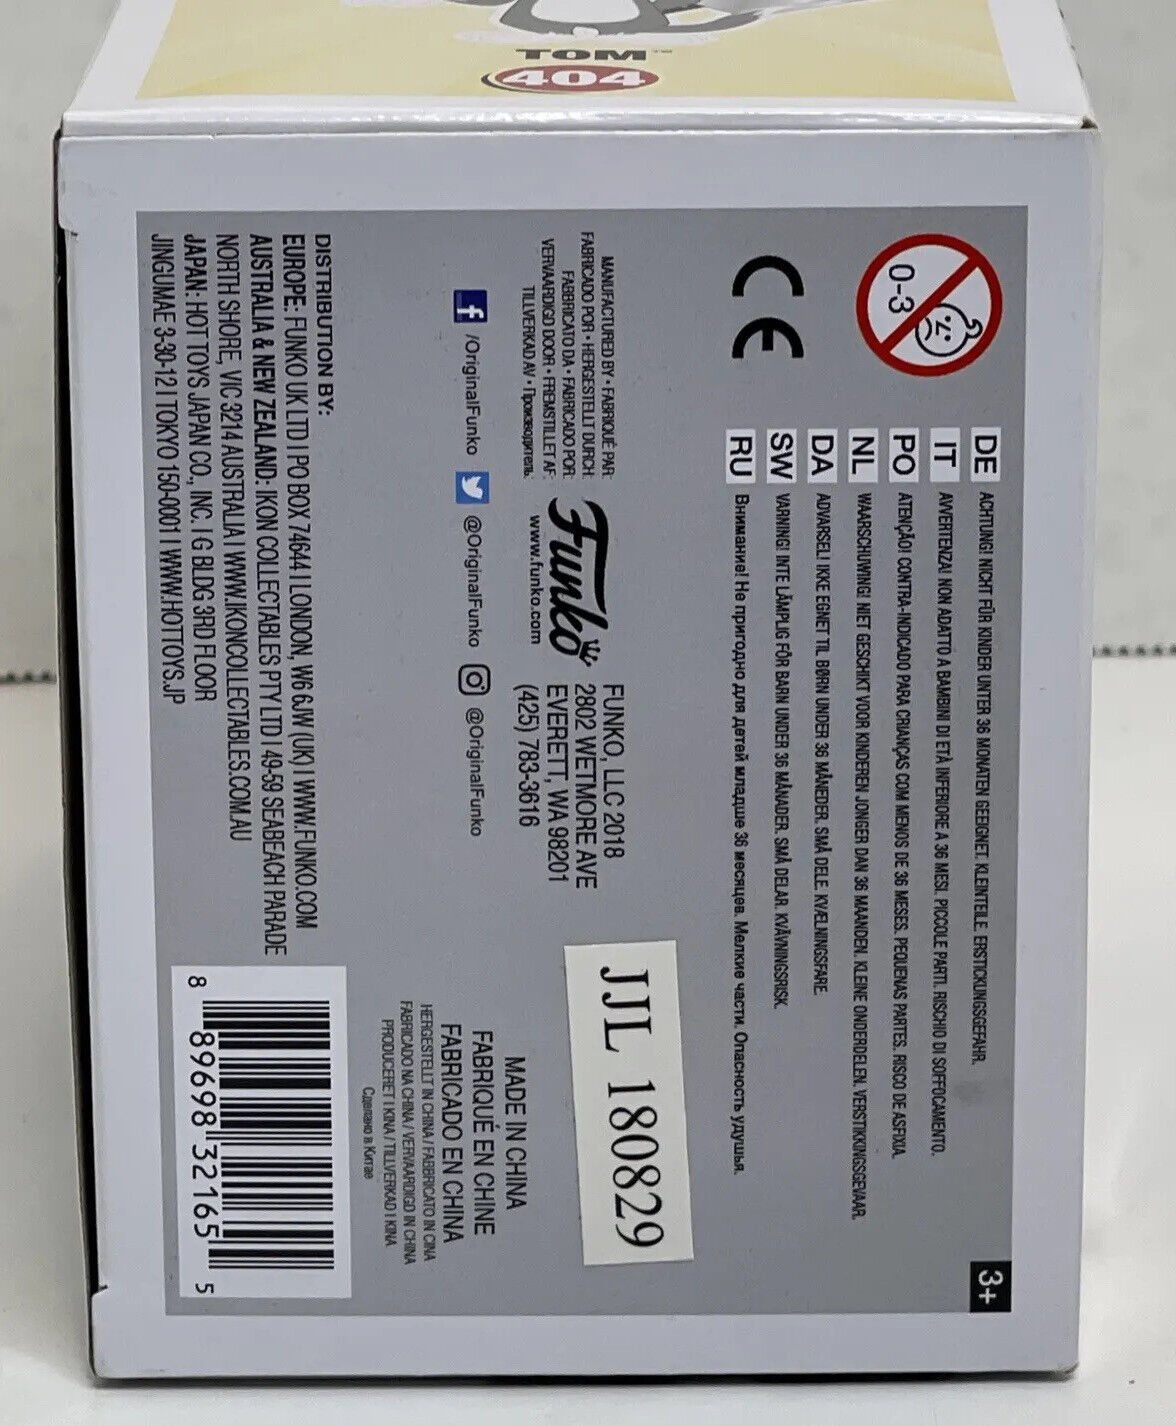 TOM™
404
0-3
CE
DE ACHTUNG! NICHT FÜR KINDER UNTER 36 MONATEN GEEIGNET. KLEINTEILE. ERSTICKUNGSGEFAHR.
IT AVVERTENZA! NON ADATTO A BAMBINI DI ETÀ INFERIORE A 36 MESI. PICCOLE PARTI. RISCHIO DI SOFFOCAMENTO.
PO ATENÇÃO! CONTRA-INDICADO PARA CRIANÇAS COM MENOS DE 36 MESES. PEQUENAS PARTES. RISCO DE ASFIXIA.
NL WAARSCHUWING! NIET GESCHIKT VOOR KINDEREN JONGER DAN 36 MAANDEN. KLEINE ONDERDELEN. VERSTIKKINGSGEVAAR.
DA ADVARSEL! IKKE EGNET TIL BØRN UNDER 36 MÅNEDER. SMÅ DELE. KVÆLNINGSFARE.
SW VARNING! INTE LÄMPLIG FÖR BARN UNDER 36 MÅNADER. SMÅ DELAR. KVÄVNINGSRISK.
RU Внимание! Не пригодно для детей младше 36 месяцев. Мелкие части. Опасность удушья.
3+
MANUFACTURED BY • FABRIQUÉ PAR:
FABRICADO POR • HERGESTELLT DURCH:
FABBRICATO DA • FABRICADO POR:
VERVAARDIGD DOOR • FREMSTILLET AF:
TILLVERKAD AV • Производитель:
Funko
www.funko.com
FUNKO, LLC 2018
2802 WETMORE AVE
EVERETT, WA 98201
(425) 783-3616
JJL 180829
f /OriginalFunko @OriginalFunko @OriginalFunko
MADE IN CHINA
FABRIQUÉ EN CHINE
FABRICADO EN CHINA
HERGESTELLT IN CHINA / FABBRICATO IN CINA
FABRICADO NA CHINA / VERVAARDIGD IN CHINA
PRODUCERET I KINA / TILLVERKAD I KINA
Сделано в Китае
DISTRIBUTION BY:
EUROPE: FUNKO UK LTD | PO BOX 74644 | LONDON, W6 6JW (UK) | WWW.FUNKO.COM
AUSTRALIA & NEW ZEALAND: IKON COLLECTABLES PTY LTD | 49-59 SEABEACH PARADE
NORTH SHORE, VIC 3214 AUSTRALIA | WWW.IKONCOLLECTABLES.COM.AU
JAPAN: HOT TOYS JAPAN CO., INC. | G BLDG 3RD FLOOR
JINGUMAE 3-30-12 | TOKYO 150-0001 | WWW.HOTTOYS.JP
8 89698 32165 5